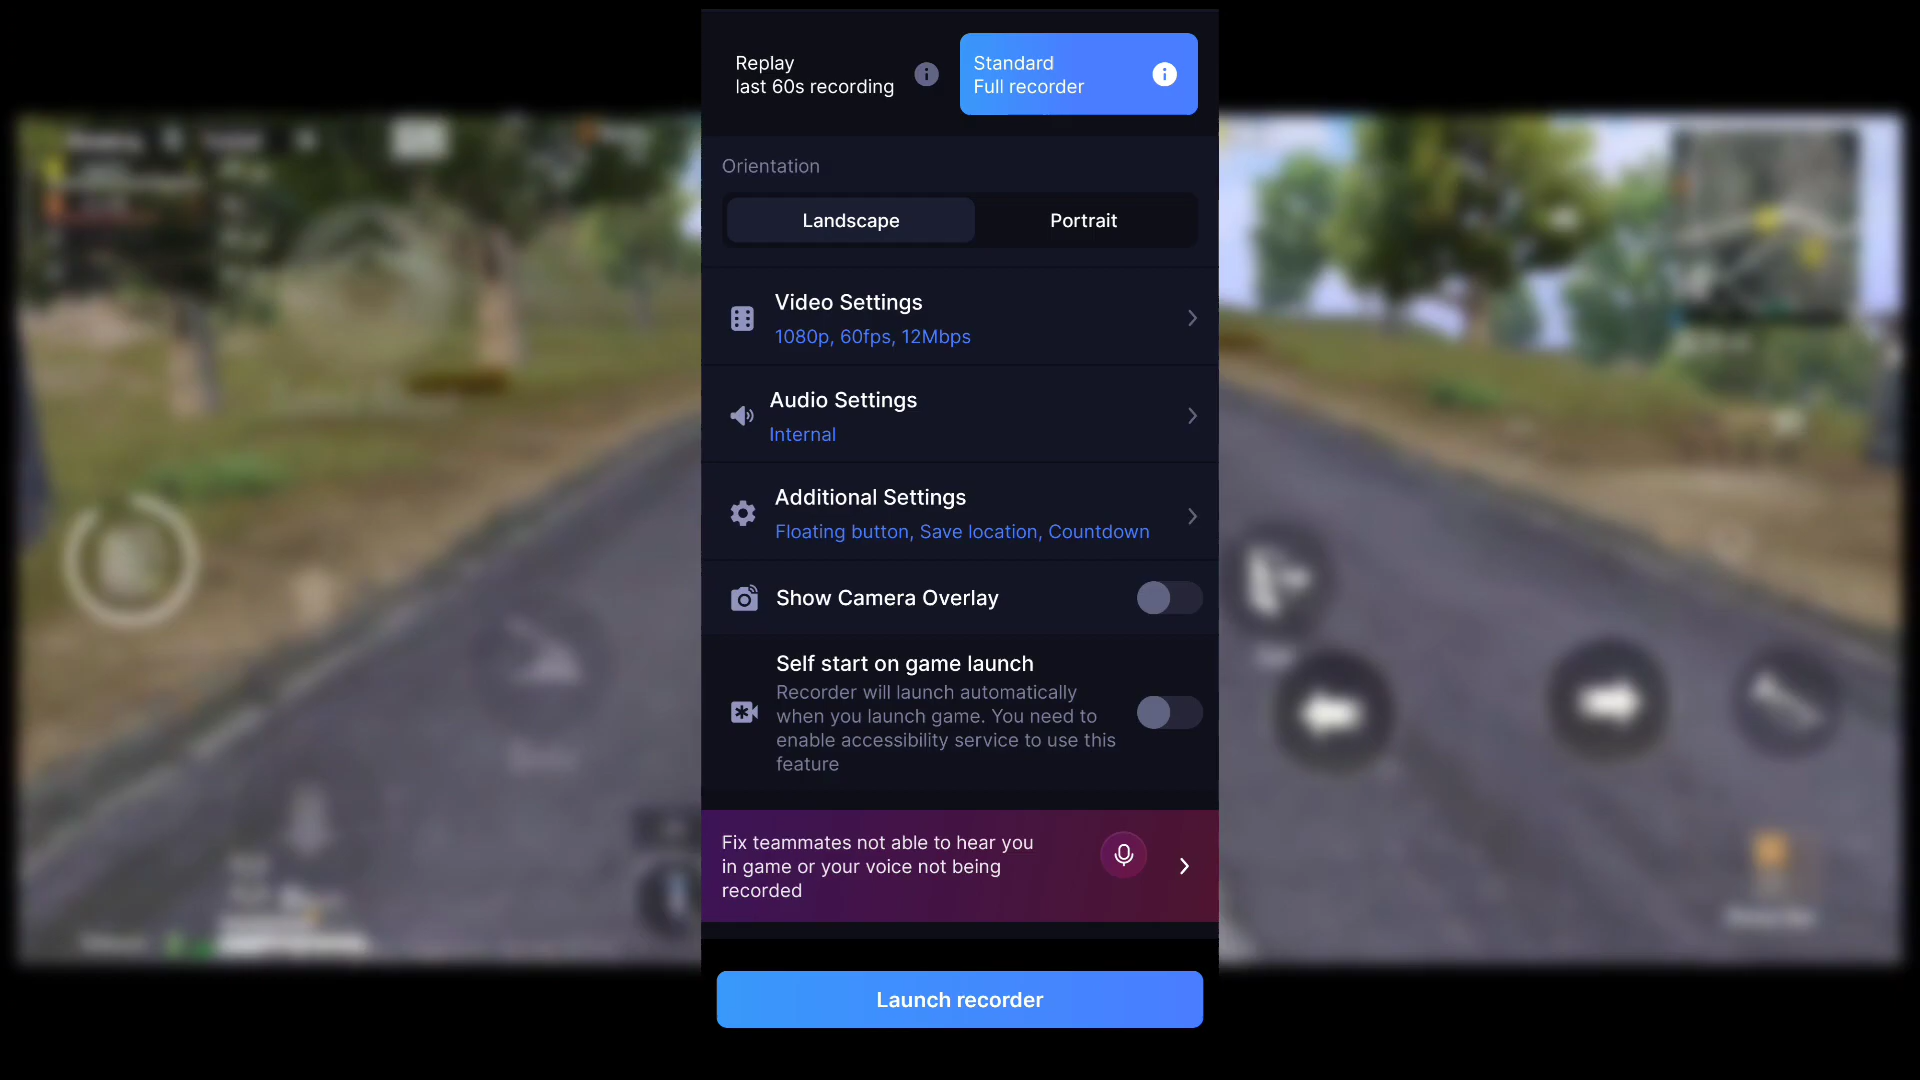 Replay
last 60s recording
Standard
Full recorder
Orientation
Landscape
Portrait
Video Settings
1080p, 60fps, 12Mbps
Audio Settings
Internal
Additional Settings
Floating button, Save location, Countdown
Show Camera Overlay
Self start on game launch
Recorder will launch automatically
when you launch game. You need to
enable accessibility service to use this
feature
Fix teammates not able to hear you
in game or your voice not being
recorded
Launch recorder